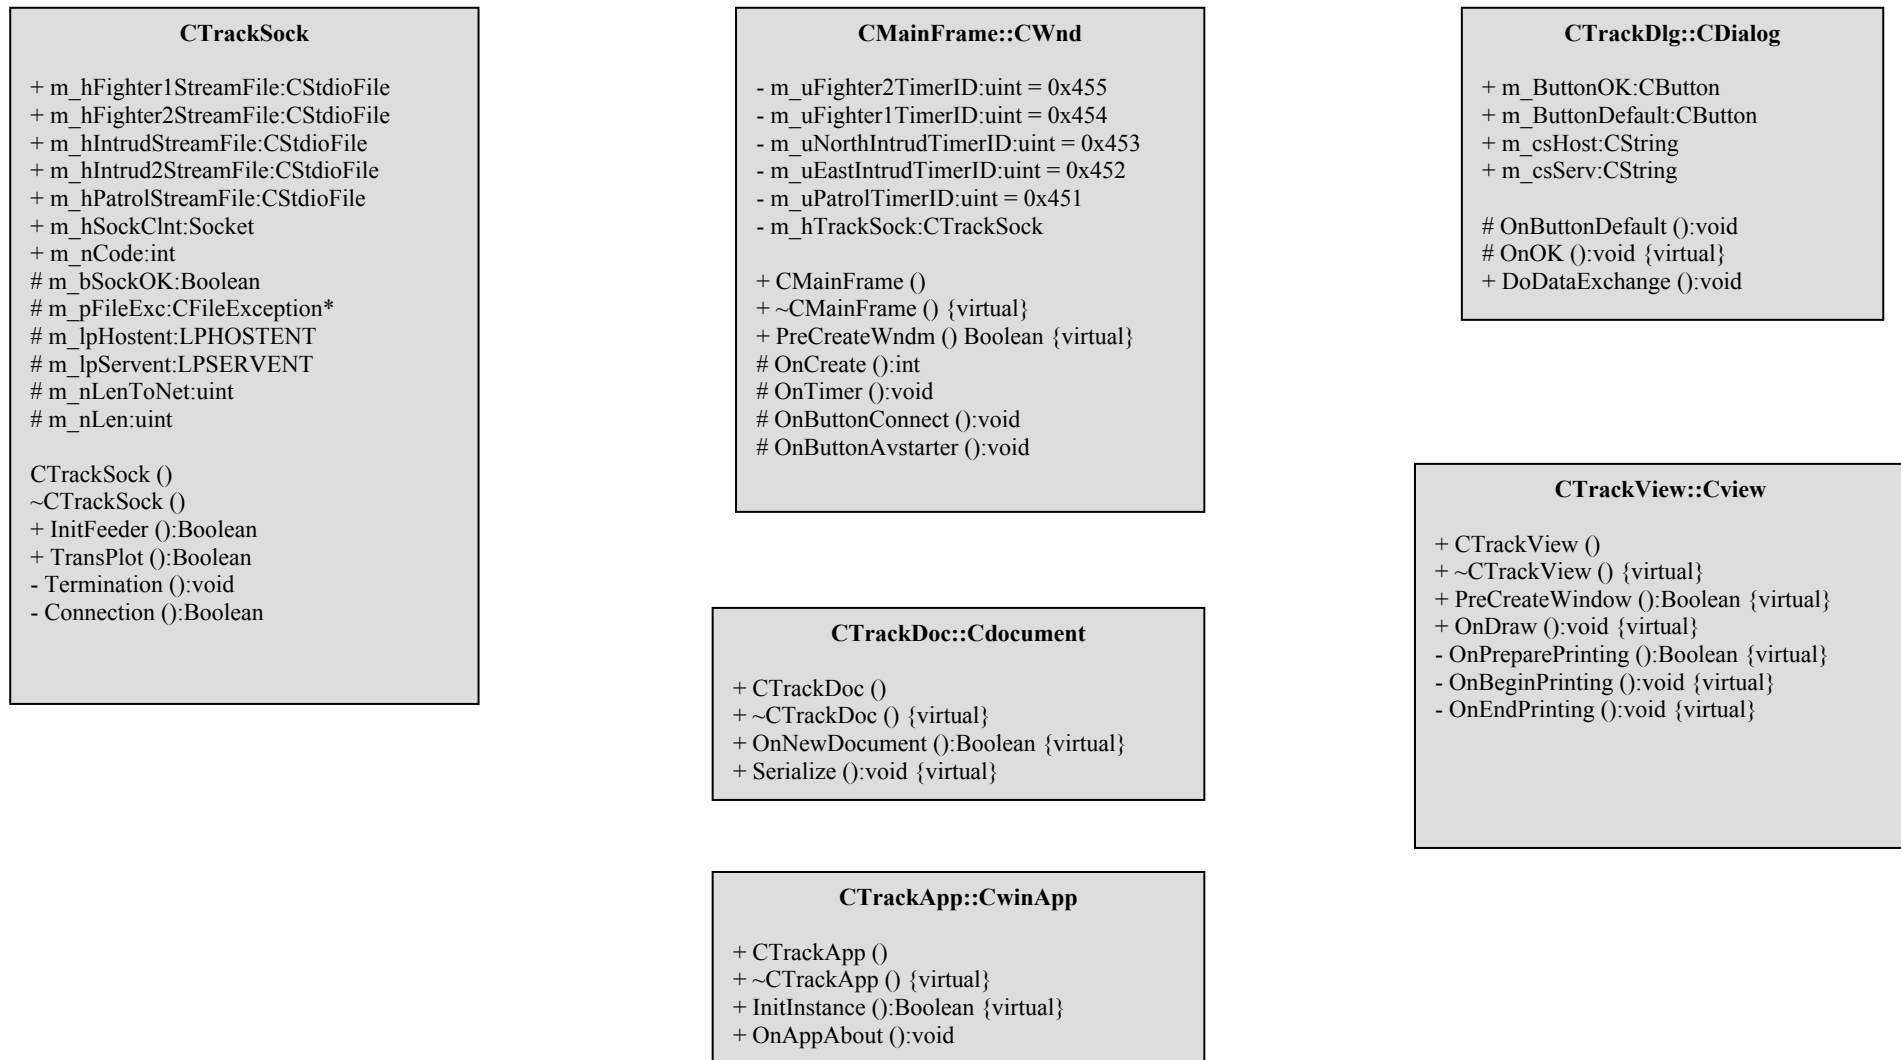 CTrackSock
+ m_hFighter1StreamFile:CStdioFile
+ m_hFighter2StreamFile:CStdioFile
+ m_hIntrudStreamFile:CStdioFile
+ m_hIntrud2StreamFile:CStdioFile
+ m_hPatrolStreamFile:CStdioFile
+ m_hSockClnt:Socket
+ m_nCode:int
# m_bSockOK:Boolean
# m_pFileExc:CFileException*
# m_lpHostent:LPHOSTENT
# m_lpServent:LPSERVENT
# m_nLenToNet:uint
# m_nLen:uint
CTrackSock ()
~CTrackSock ()
+ InitFeeder ():Boolean
+ TransPlot ():Boolean
- Termination ():void
- Connection ():Boolean
CMainFrame::CWnd
- m_uFighter2TimerID:uint = 0x455
- m_uFighter1TimerID:uint = 0x454
- m_uNorthIntrudTimerID:uint = 0x453
- m_uEastIntrudTimerID:uint = 0x452
- m_uPatrolTimerID:uint = 0x451
- m_hTrackSock:CTrackSock
+ CMainFrame ()
+ ~CMainFrame () {virtual}
+ PreCreateWndm () Boolean {virtual}
# OnCreate ():int
# OnTimer ():void
# OnButtonConnect ():void
# OnButtonAvstarter ():void
CTrackDoc::Cdocument
+ CTrackDoc ()
+ ~CTrackDoc () {virtual}
+ OnNewDocument ():Boolean {virtual}
+ Serialize ():void {virtual}
CTrackApp::CwinApp
+ CTrackApp ()
+ ~CTrackApp () {virtual}
+ InitInstance ():Boolean {virtual}
+ OnAppAbout ():void
CTrackDlg::CDialog
+ m_ButtonOK:CButton
+ m_ButtonDefault:CButton
+ m_csHost:CString
+ m_csServ:CString
# OnButtonDefault ():void
# OnOK ():void {virtual}
+ DoDataExchange ():void
CTrackView::Cview
+ CTrackView ()
+ ~CTrackView () {virtual}
+ PreCreateWindow ():Boolean {virtual}
+ OnDraw ():void {virtual}
- OnPreparePrinting ():Boolean {virtual}
- OnBeginPrinting ():void {virtual}
- OnEndPrinting ():void {virtual}